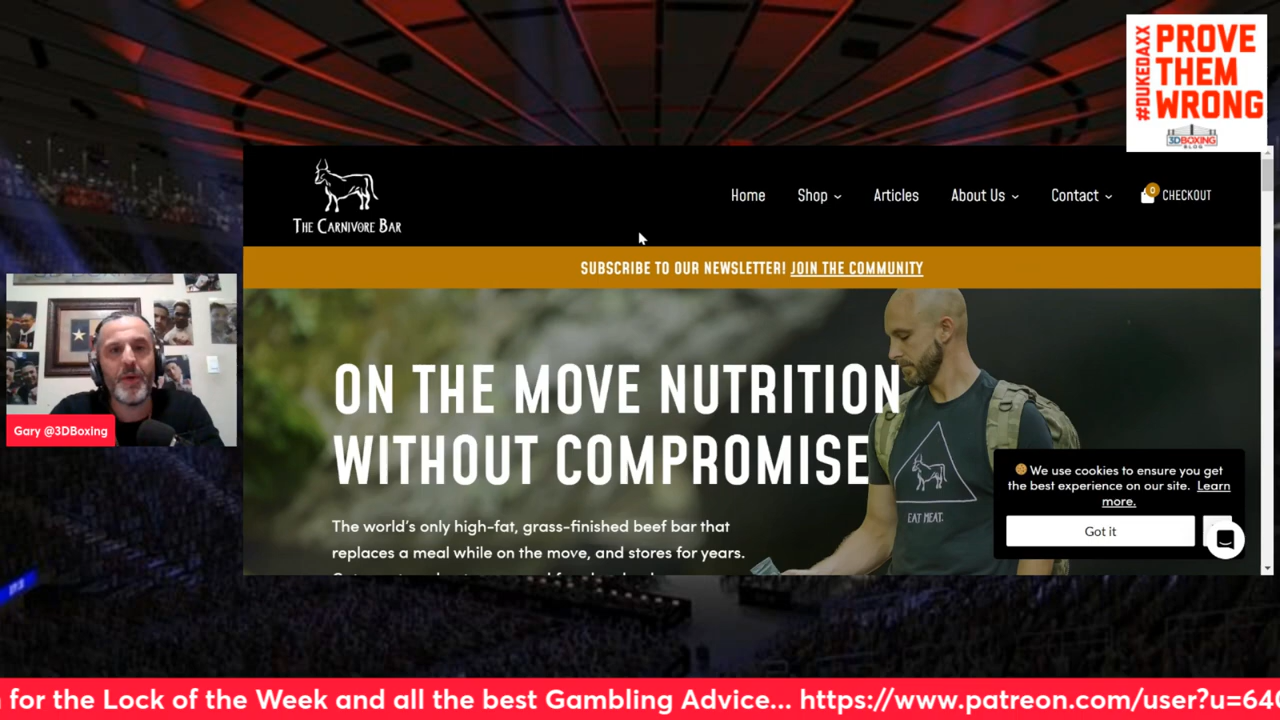 #DUKEDAXX
PROVE
THEM
WRONG
3DBOXING
BLOG
THE CARNIVORE BAR
Home
Shop
Articles
About Us
Contact
0
CHECKOUT
SUBSCRIBE TO OUR NEWSLETTER! JOIN THE COMMUNITY
ON THE MOVE NUTRITION
WITHOUT COMPROMISE
The world's only high-fat, grass-finished beef bar that
replaces a meal while on the move, and stores for years.
EAT MEAT.
We use cookies to ensure you get
the best experience on our site. Learn
more.
Got it
Gary @3DBoxing
for the Lock of the Week and all the best Gambling Advice... https://www.patreon.com/user?u=640